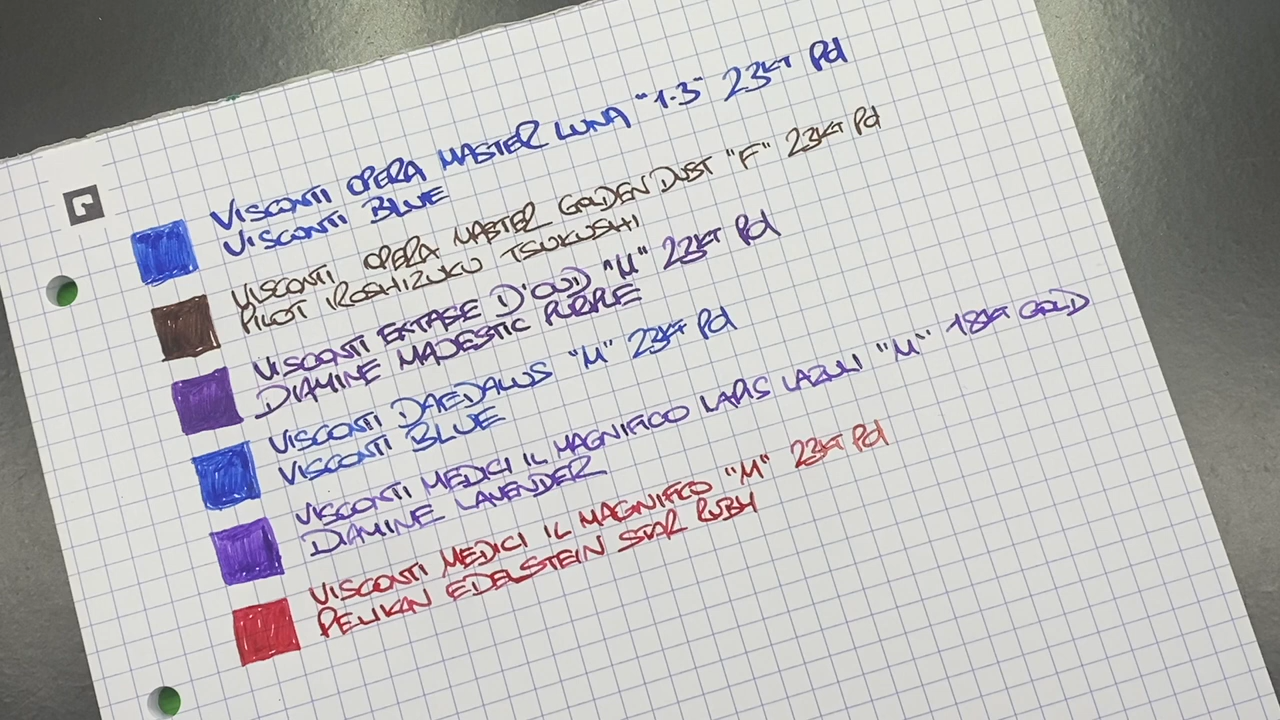 VISCONTI OPERA MASTER LUNA "1.3" 23KT Pd
VISCONTI BLUE
VISCONTI OPERA MASTER GOLDEN DUST "F" 23KT Pd
PILOT IROSHIZUKU TSUKUSHI
VISCONTI EXTASE D'OUD "M" 23KT Pd
DIAMINE MAJESTIC PURPLE
VISCONTI DAEDALUS "M" 23KT Pd
VISCONTI BLUE
VISCONTI MEDICI IL MAGNIFICO LAPIS LAZULI "M" 18KT GOLD
DIAMINE LAVENDER
VISCONTI MEDICI IL MAGNIFICO "M" 23KT Pd
PELIKAN EDELSTEIN STAR RUBY